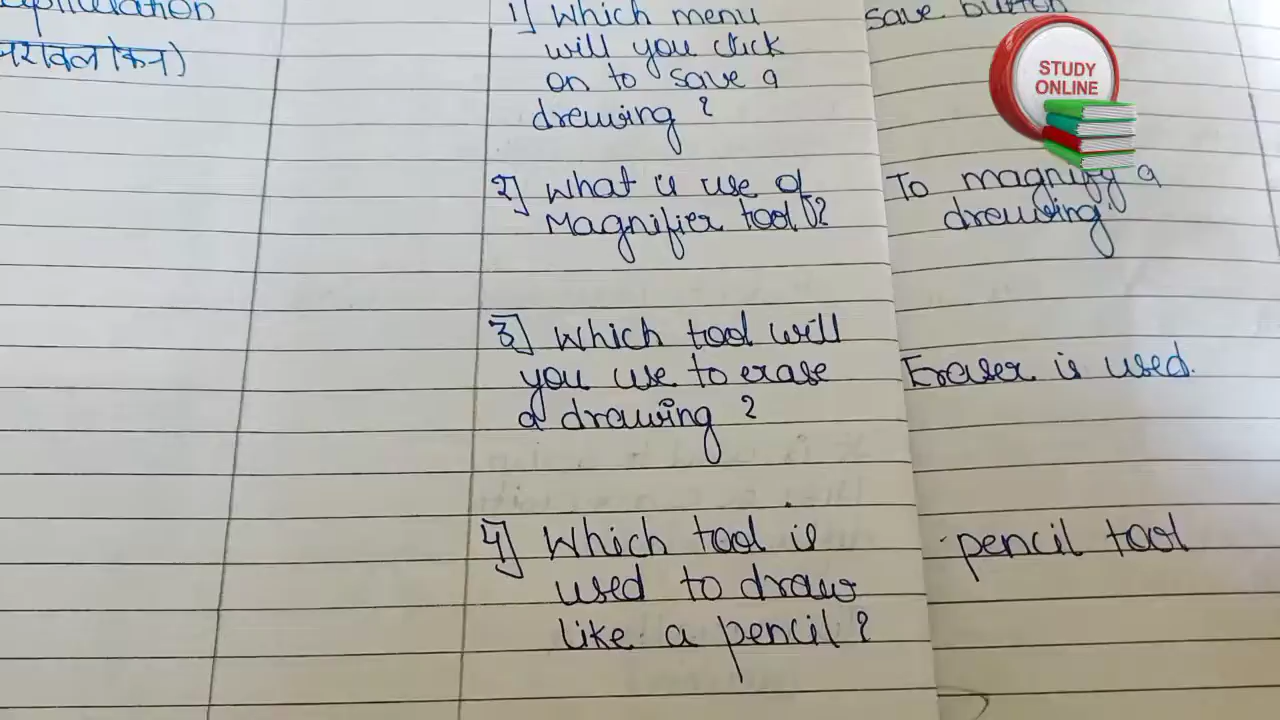 1] Which menu
will you click
on to save a
drawing ?
save button
STUDY
ONLINE
2] What is use of
Magnifier tool ?
To magnify a
drawing.
3] Which tool will
you use to erase
a drawing ?
Eraser is used.
4] Which tool is
used to draw
like a pencil ?
pencil tool